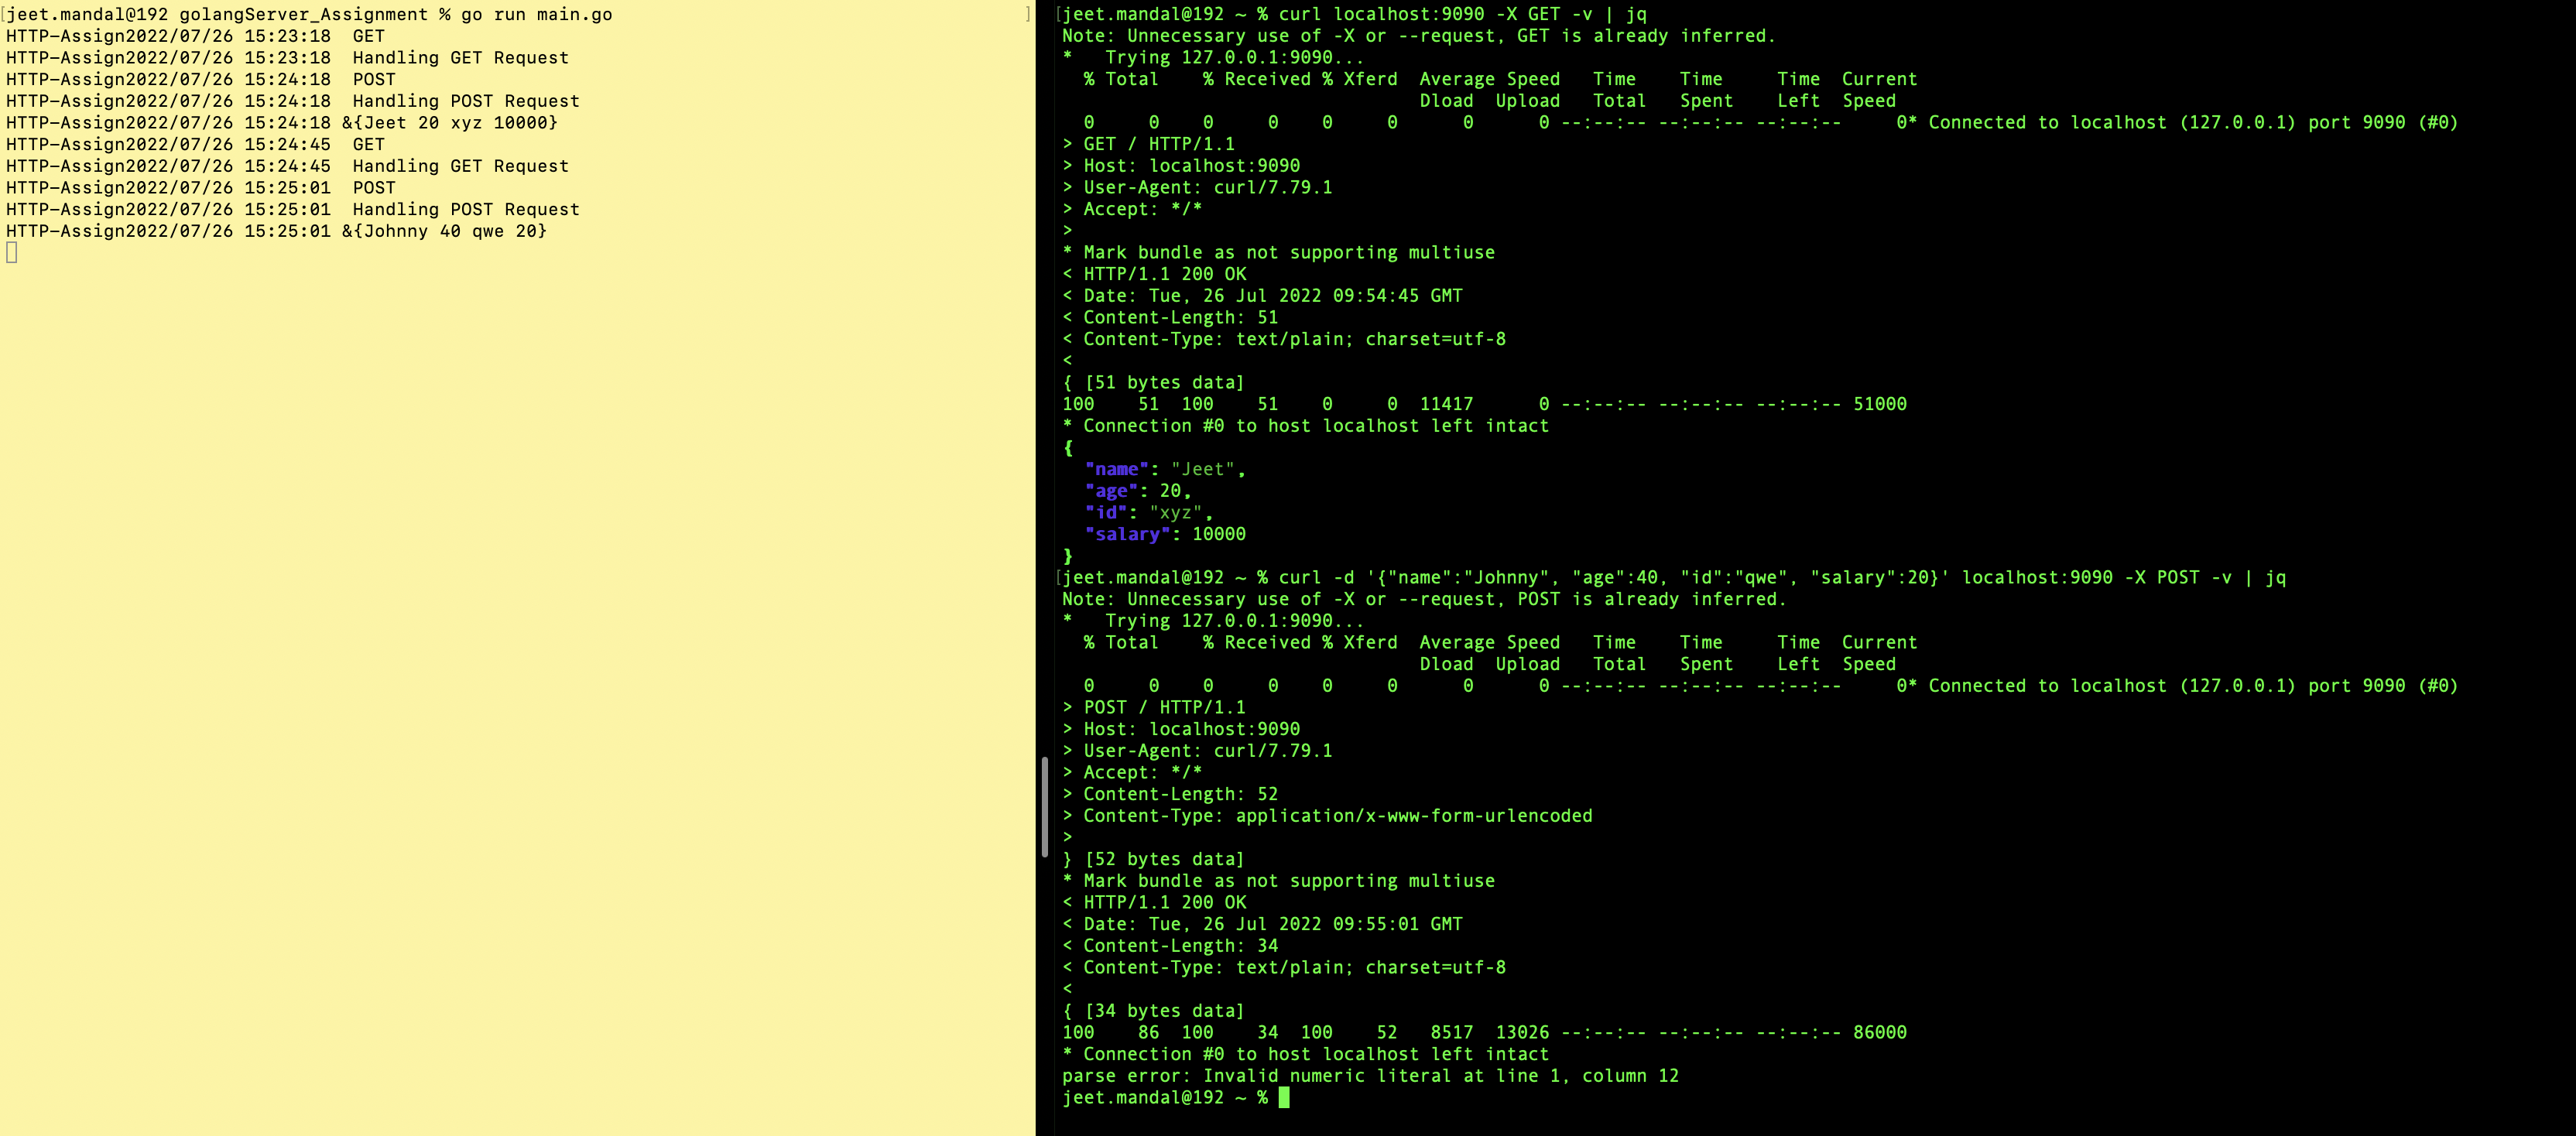 [jeet.mandal@192 golangServer_Assignment % go run main.go ]
HTTP-Assign2022/07/26 15:23:18  GET
HTTP-Assign2022/07/26 15:23:18  Handling GET Request
HTTP-Assign2022/07/26 15:24:18  POST
HTTP-Assign2022/07/26 15:24:18  Handling POST Request
HTTP-Assign2022/07/26 15:24:18 &{Jeet 20 xyz 10000}
HTTP-Assign2022/07/26 15:24:45  GET
HTTP-Assign2022/07/26 15:24:45  Handling GET Request
HTTP-Assign2022/07/26 15:25:01  POST
HTTP-Assign2022/07/26 15:25:01  Handling POST Request
HTTP-Assign2022/07/26 15:25:01 &{Johnny 40 qwe 20}
[jeet.mandal@192 ~ % curl localhost:9090 -X GET -v | jq
Note: Unnecessary use of -X or --request, GET is already inferred.
*   Trying 127.0.0.1:9090...
  % Total    % Received % Xferd  Average Speed   Time    Time     Time  Current
                                 Dload  Upload   Total   Spent    Left  Speed
  0     0  0     0  0     0     0      0 --:--:-- --:--:-- --:--:--     0* Connected to localhost (127.0.0.1) port 9090 (#0)
> GET / HTTP/1.1
> Host: localhost:9090
> User-Agent: curl/7.79.1
> Accept: */*
>
* Mark bundle as not supporting multiuse
< HTTP/1.1 200 OK
< Date: Tue, 26 Jul 2022 09:54:45 GMT
< Content-Length: 51
< Content-Type: text/plain; charset=utf-8
<
{ [51 bytes data]
100    51  100    51    0     0  11417      0 --:--:-- --:--:-- --:--:-- 51000
* Connection #0 to host localhost left intact
{
  "name": "Jeet",
  "age": 20,
  "id": "xyz",
  "salary": 10000
}
[jeet.mandal@192 ~ % curl -d '{"name":"Johnny", "age":40, "id":"qwe", "salary":20}' localhost:9090 -X POST -v | jq
Note: Unnecessary use of -X or --request, POST is already inferred.
*   Trying 127.0.0.1:9090...
  % Total    % Received % Xferd  Average Speed   Time    Time     Time  Current
                                 Dload  Upload   Total   Spent    Left  Speed
  0     0  0     0  0     0     0      0 --:--:-- --:--:-- --:--:--     0* Connected to localhost (127.0.0.1) port 9090 (#0)
> POST / HTTP/1.1
> Host: localhost:9090
> User-Agent: curl/7.79.1
> Accept: */*
> Content-Length: 52
> Content-Type: application/x-www-form-urlencoded
>
} [52 bytes data]
* Mark bundle as not supporting multiuse
< HTTP/1.1 200 OK
< Date: Tue, 26 Jul 2022 09:55:01 GMT
< Content-Length: 34
< Content-Type: text/plain; charset=utf-8
<
{ [34 bytes data]
100    86  100    34  100    52   8517  13026 --:--:-- --:--:-- --:--:-- 86000
* Connection #0 to host localhost left intact
parse error: Invalid numeric literal at line 1, column 12
jeet.mandal@192 ~ %